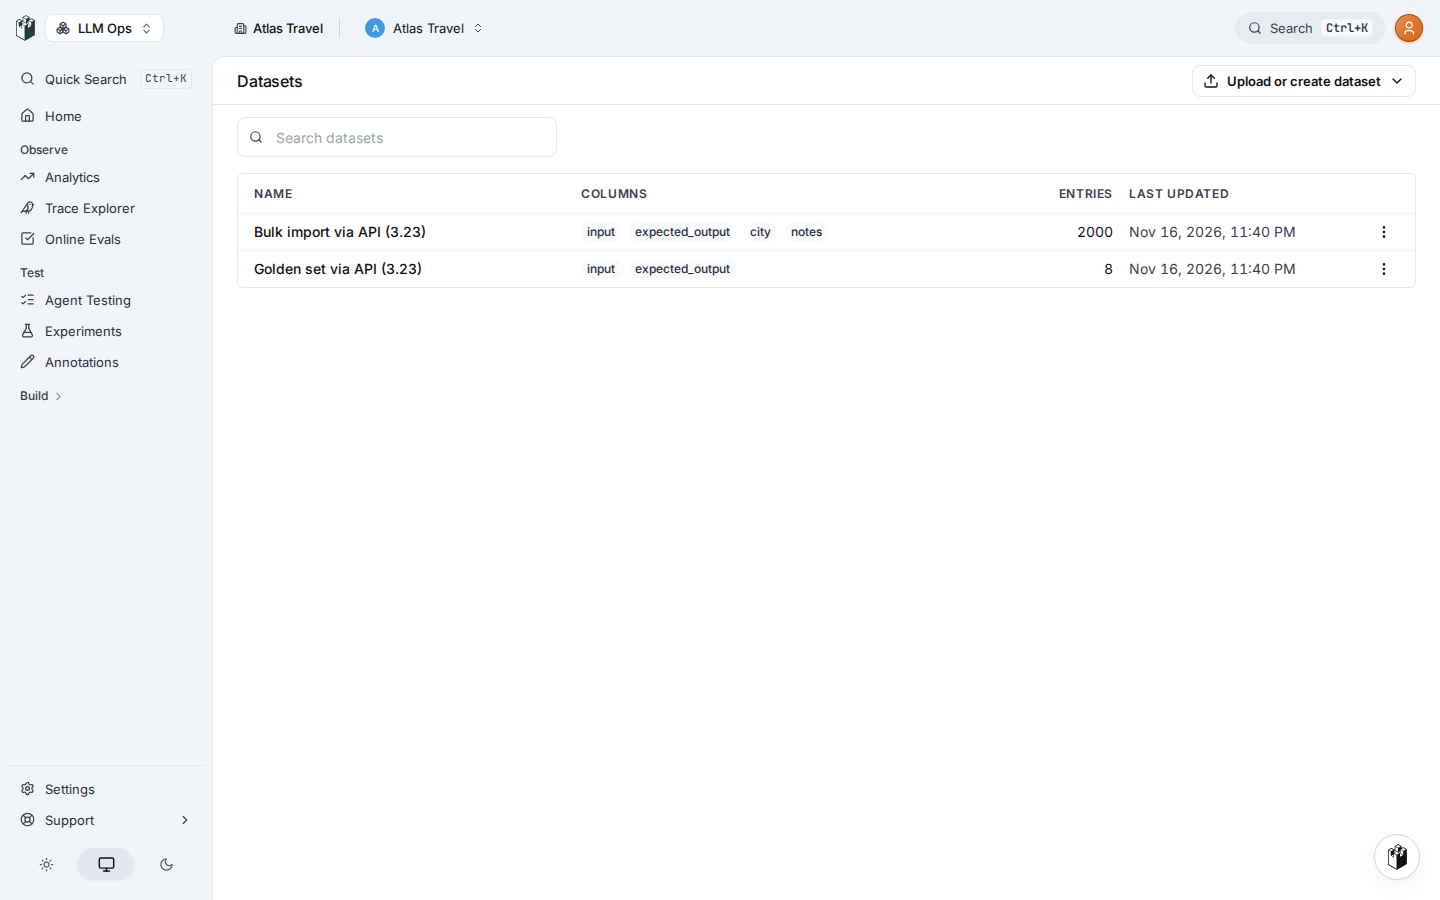 LLM Ops
Atlas Travel
A Atlas Travel
Search Ctrl+K
Quick Search Ctrl+K
Home
Observe
Analytics
Trace Explorer
Online Evals
Test
Agent Testing
Experiments
Annotations
Build
Settings
Support
Datasets
Upload or create dataset
Search datasets
NAME COLUMNS ENTRIES LAST UPDATED
Bulk import via API (3.23) input expected_output city notes 2000 Nov 16, 2026, 11:40 PM
Golden set via API (3.23) input expected_output 8 Nov 16, 2026, 11:40 PM